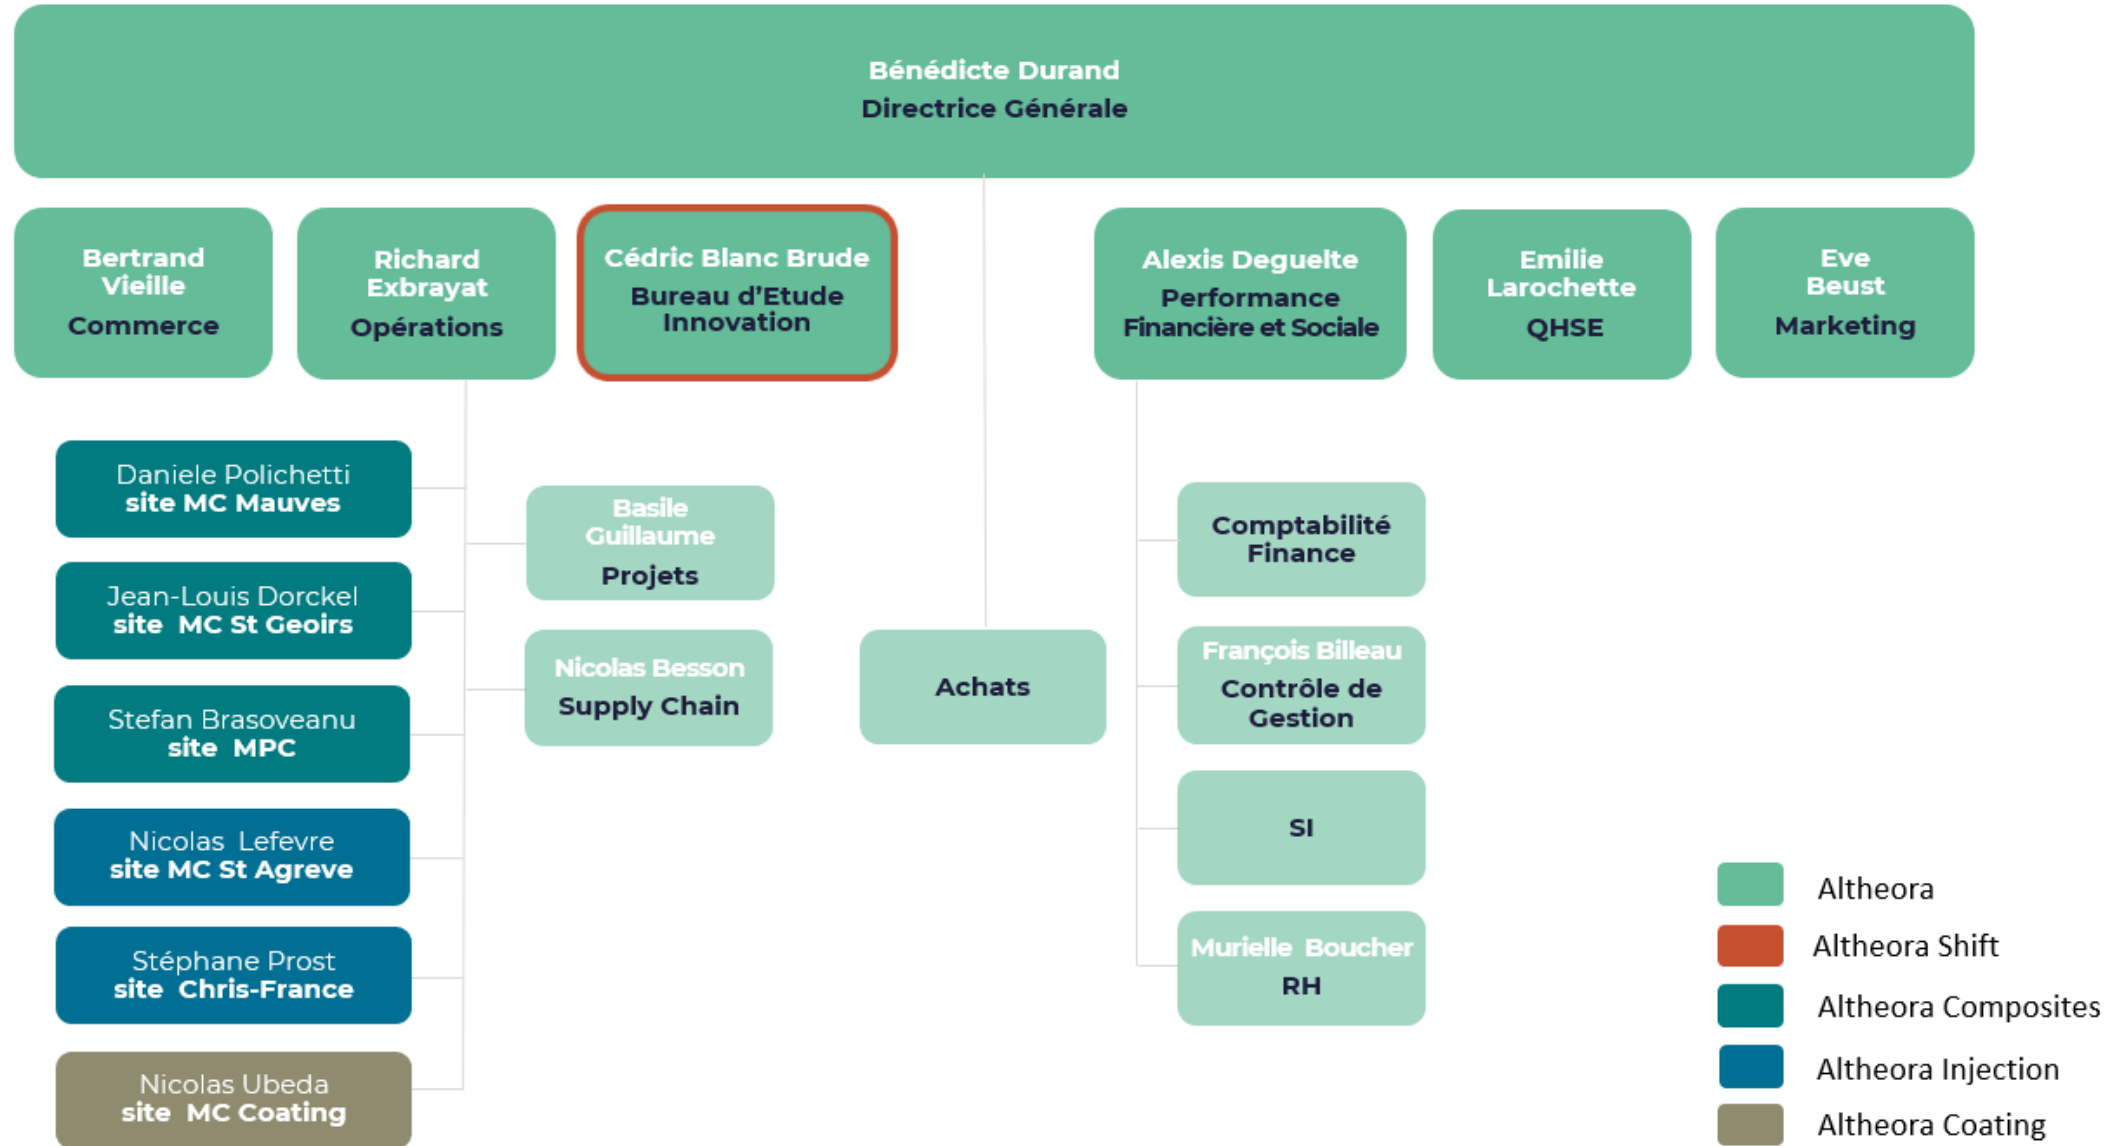 Bénédicte Durand
Directrice Générale
Bertrand
Vieille
Commerce
Richard
Exbrayat
Opérations
Cédric Blanc Brude
Bureau d'Etude
Innovation
Alexis Deguelte
Performance
Financière et Sociale
Emilie
Larochette
QHSE
Eve
Beust
Marketing
Daniele Polichetti
site MC Mauves
Jean-Louis Dorckel
site MC St Geoirs
Stefan Brasoveanu
site MPC
Nicolas Lefevre
site MC St Agreve
Stéphane Prost
site Chris-France
Nicolas Ubeda
site MC Coating
Basile
Guillaume
Projets
Nicolas Besson
Supply Chain
Achats
Comptabilité
Finance
François Billeau
Contrôle de
Gestion
SI
Murielle Boucher
RH
Altheora
Altheora Shift
Altheora Composites
Altheora Injection
Altheora Coating